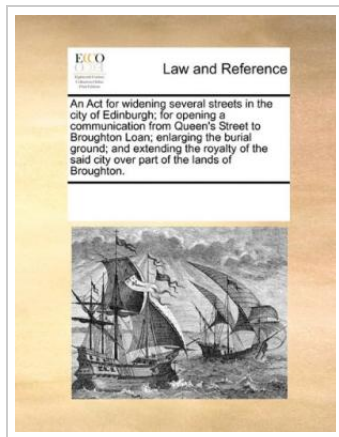 ECCO
Law and Reference
An Act for widening several streets in the
city of Edinburgh; for opening a
communication from Queen's Street to
Broughton Loan; enlarging the burial
ground; and extending the royalty of the
said city over part of the lands of
Broughton.